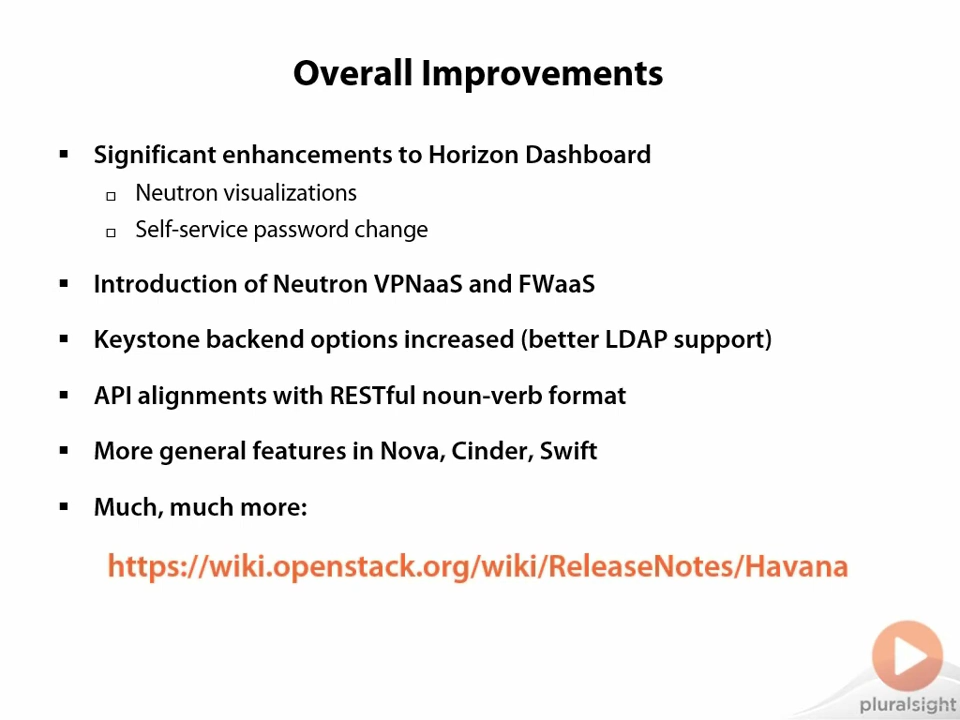 Overall Improvements
▪ Significant enhancements to Horizon Dashboard
▫ Neutron visualizations
▫ Self-service password change
▪ Introduction of Neutron VPNaaS and FWaaS
▪ Keystone backend options increased (better LDAP support)
▪ API alignments with RESTful noun-verb format
▪ More general features in Nova, Cinder, Swift
▪ Much, much more:
https://wiki.openstack.org/wiki/ReleaseNotes/Havana
pluralsight